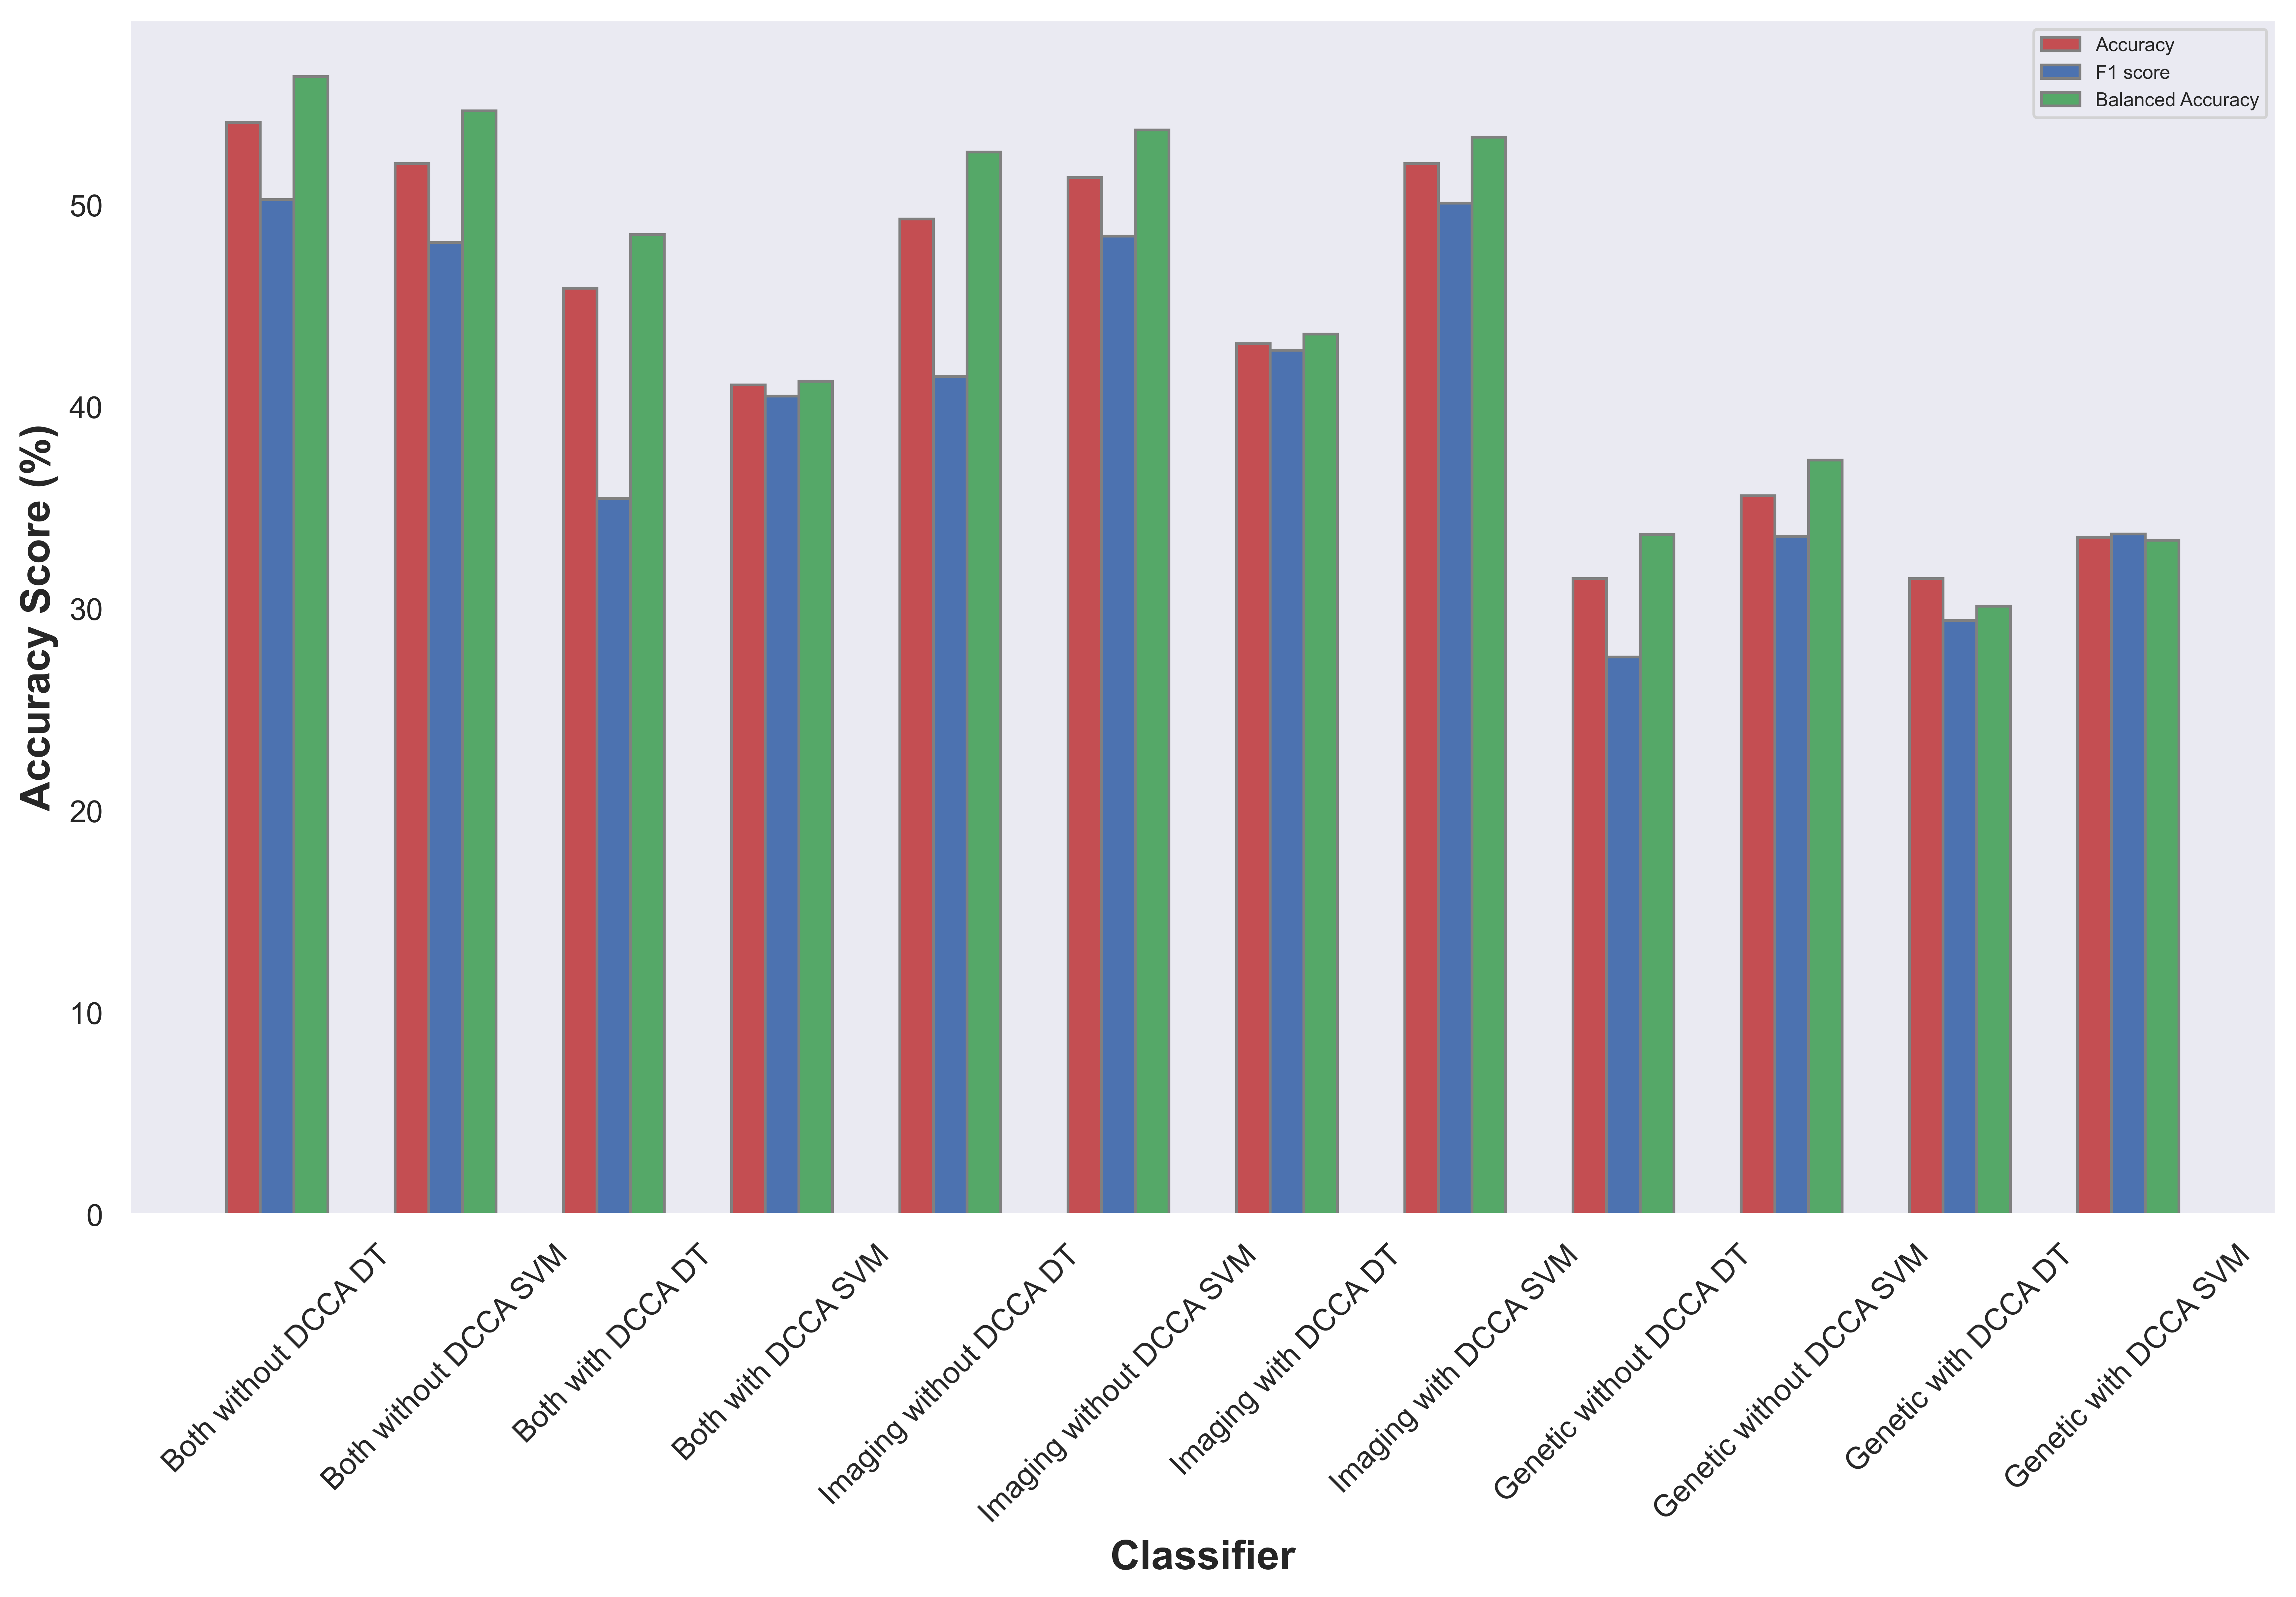 Accuracy
F1 score
Balanced Accuracy
Accuracy Score (%)
50
40
30
20
10
0
Both without DCCA DT
Both without DCCA SVM
Both with DCCA DT
Both with DCCA SVM
Imaging without DCCA DT
Imaging without DCCA SVM
Imaging with DCCA DT
Imaging with DCCA SVM
Genetic without DCCA DT
Genetic without DCCA SVM
Genetic with DCCA DT
Genetic with DCCA SVM
Classifier